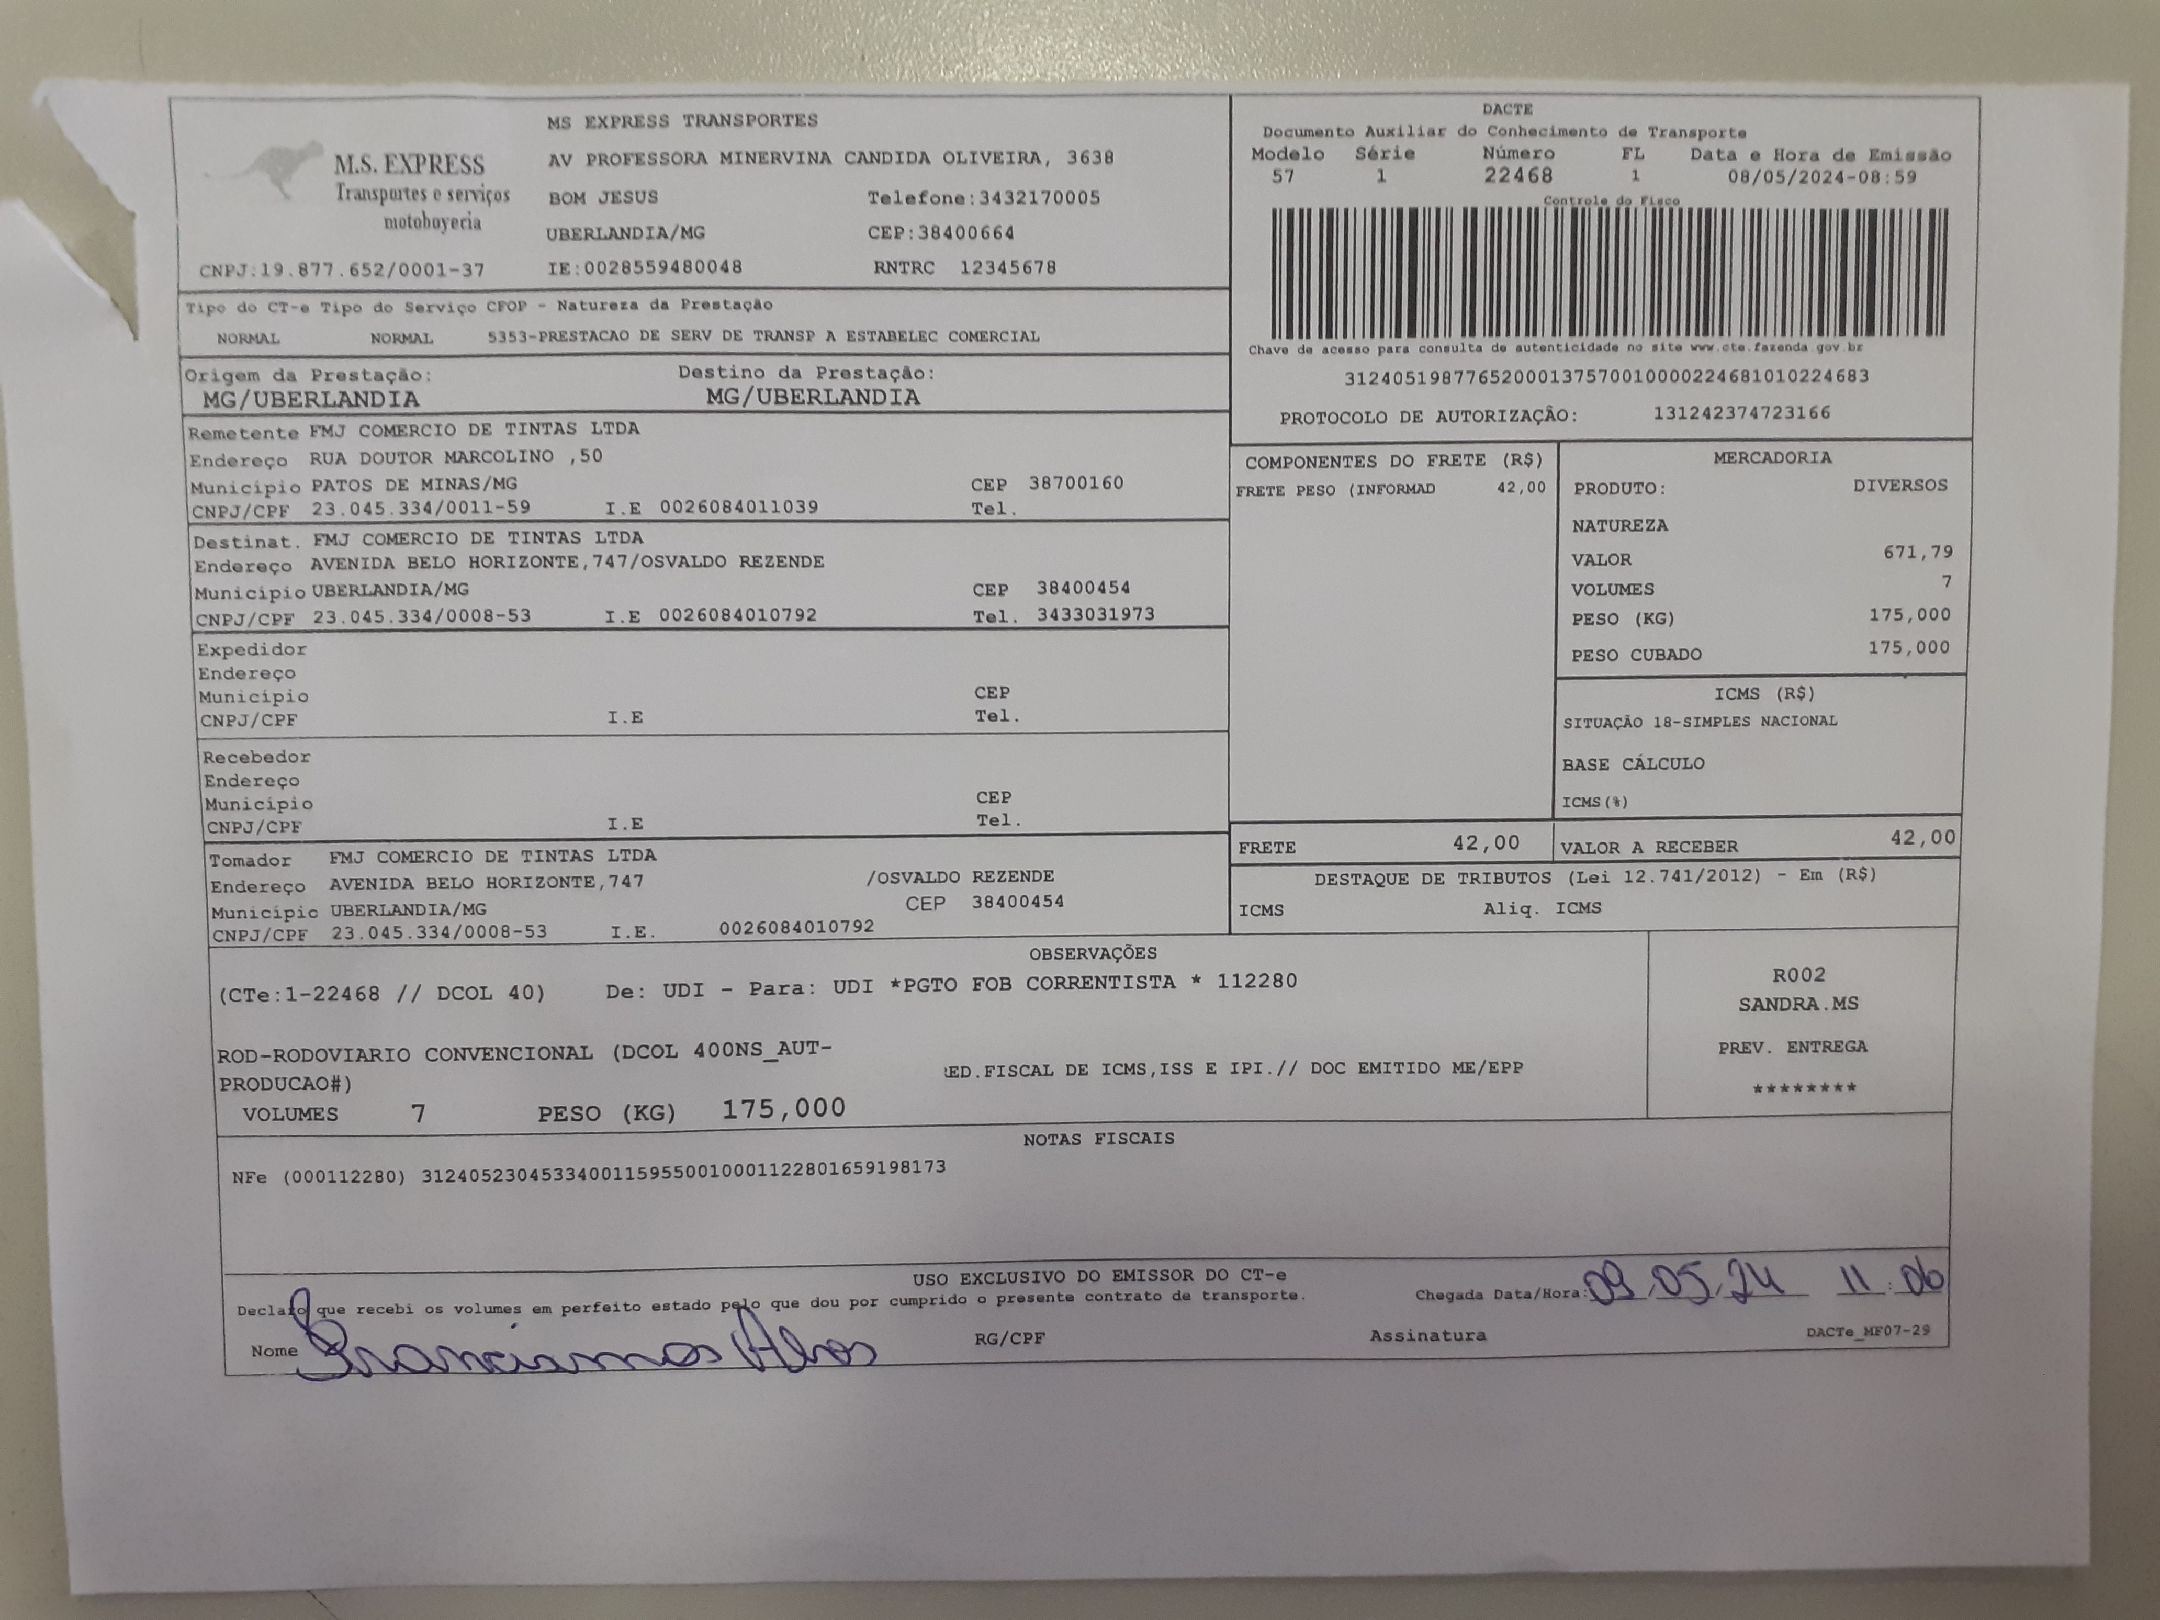 M.S. EXPRESS
Transportes e serviços
motoboyeria
CNPJ:19.877.652/0001-37
MS EXPRESS TRANSPORTES
AV PROFESSORA MINERVINA CANDIDA OLIVEIRA, 3638
BOM JESUS Telefone:3432170005
UBERLANDIA/MG CEP:38400664
IE:0028559480048 RNTRC 12345678
DACTE
Documento Auxiliar do Conhecimento de Transporte
Modelo Série Número FL Data e Hora de Emissão
57 1 22468 1 08/05/2024-08:59
Controle do Fisco
Chave de acesso para consulta de autenticidade no site www.cte.fazenda.gov.br
31240519877652000137570010000224681010224683
PROTOCOLO DE AUTORIZAÇÃO: 131242374723166
Tipo do CT-e Tipo do Serviço CFOP - Natureza da Prestação
NORMAL NORMAL 5353-PRESTACAO DE SERV DE TRANSP A ESTABELEC COMERCIAL
Origem da Prestação: Destino da Prestação:
MG/UBERLANDIA MG/UBERLANDIA
Remetente FMJ COMERCIO DE TINTAS LTDA
Endereço RUA DOUTOR MARCOLINO ,50
Município PATOS DE MINAS/MG CEP 38700160
CNPJ/CPF 23.045.334/0011-59 I.E 0026084011039 Tel.
Destinat. FMJ COMERCIO DE TINTAS LTDA
Endereço AVENIDA BELO HORIZONTE,747/OSVALDO REZENDE
Município UBERLANDIA/MG CEP 38400454
CNPJ/CPF 23.045.334/0008-53 I.E 0026084010792 Tel. 3433031973
Expedidor
Endereço
Município CEP
CNPJ/CPF I.E Tel.
Recebedor
Endereço
Município CEP
CNPJ/CPF I.E Tel.
Tomador FMJ COMERCIO DE TINTAS LTDA
Endereço AVENIDA BELO HORIZONTE,747 /OSVALDO REZENDE
Município UBERLANDIA/MG CEP 38400454
CNPJ/CPF 23.045.334/0008-53 I.E. 0026084010792
COMPONENTES DO FRETE (R$)
FRETE PESO (INFORMAD 42,00
MERCADORIA
PRODUTO: DIVERSOS
NATUREZA
VALOR 671,79
VOLUMES 7
PESO (KG) 175,000
PESO CUBADO 175,000
ICMS (R$)
SITUAÇÃO 18-SIMPLES NACIONAL
BASE CÁLCULO
ICMS(%)
FRETE 42,00 VALOR A RECEBER 42,00
DESTAQUE DE TRIBUTOS (Lei 12.741/2012) - Em (R$)
ICMS Aliq. ICMS
OBSERVAÇÕES
(CTe:1-22468 // DCOL 40) De: UDI - Para: UDI *PGTO FOB CORRENTISTA * 112280
ROD-RODOVIARIO CONVENCIONAL (DCOL 400NS_AUT-
PRODUCAO#)
RED.FISCAL DE ICMS,ISS E IPI.// DOC EMITIDO ME/EPP
VOLUMES 7 PESO (KG) 175,000
R002
SANDRA.MS
PREV. ENTREGA
********
NOTAS FISCAIS
NFe (000112280) 31240523045334001159550010001122801659198173
USO EXCLUSIVO DO EMISSOR DO CT-e
Declaro que recebi os volumes em perfeito estado pelo que dou por cumprido o presente contrato de transporte. Chegada Data/Hora: 09.05.24 11:06
Nome RG/CPF Assinatura DACTe_MF07-29